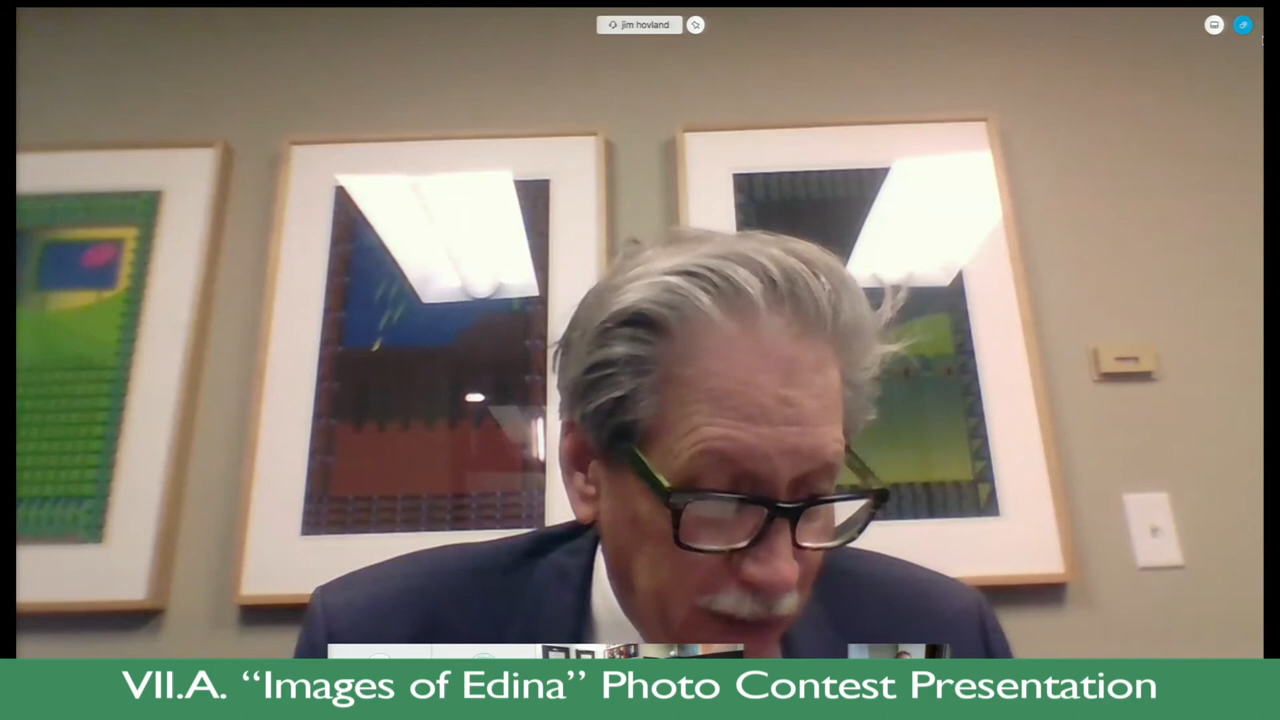 jim hovland
VII.A. “Images of Edina” Photo Contest Presentation